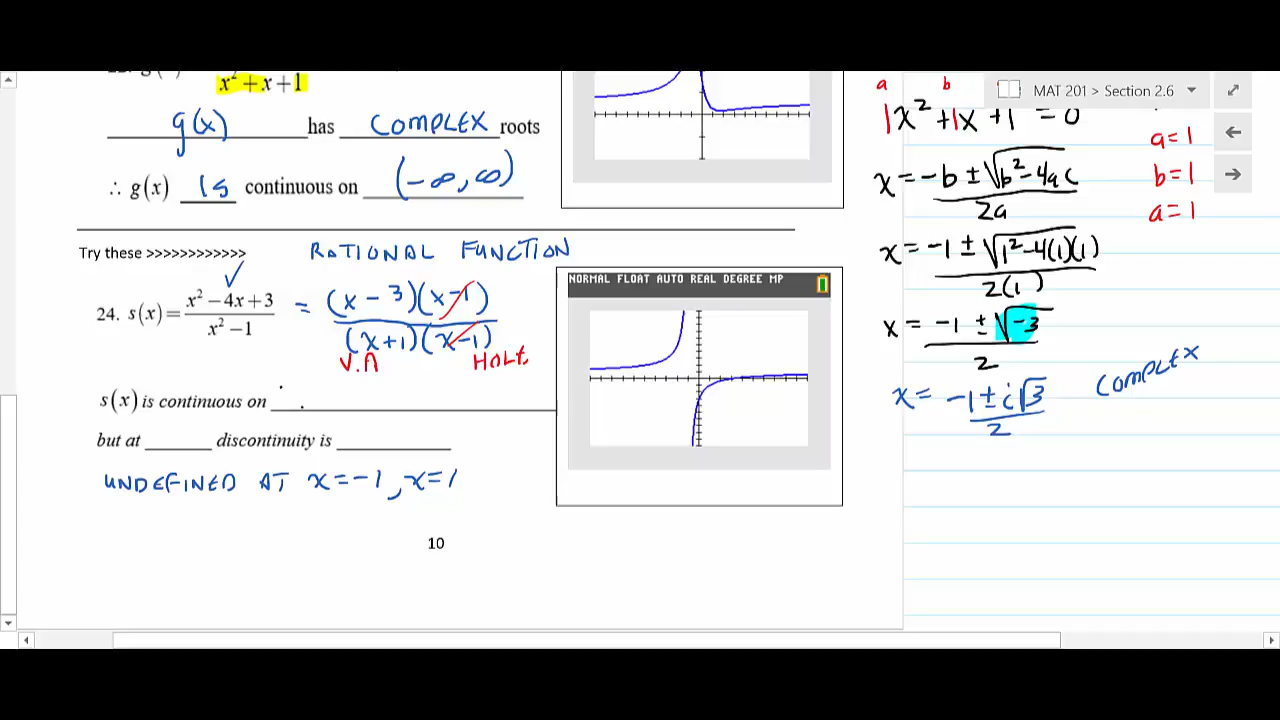 x² + x + 1
g(x) has COMPLEX roots
∴ g(x) is continuous on (-∞, ∞)
Try these >>>>>>>>>>>> RATIONAL FUNCTION
24. s(x) = (x² – 4x + 3)/(x² – 1) = (x - 3)(x - 1)/(x + 1)(x - 1)
V.A HOLE
s(x) is continuous on ____
but at ____ discontinuity is ____
UNDEFINED AT x = -1, x = 1
10
NORMAL FLOAT AUTO REAL DEGREE MP
a b
MAT 201 > Section 2.6
1x² + 1x + 1 = 0
a = 1
x = -b ± √b² - 4ac / 2a
b = 1
a = 1
x = -1 ± √1² - 4(1)(1) / 2(1)
x = -1 ± √-3 / 2
x = -1 ± i√3 / 2 COMPLEX